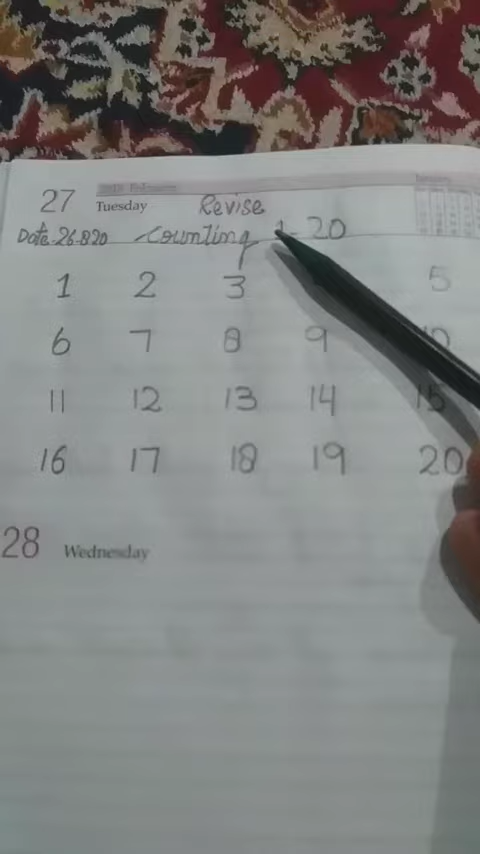 27 Tuesday Revise
Date 26.8.20 Counting 1-20
1 2 3 5
6 7 8 9 10
11 12 13 14 15
16 17 18 19 20
28 Wednesday